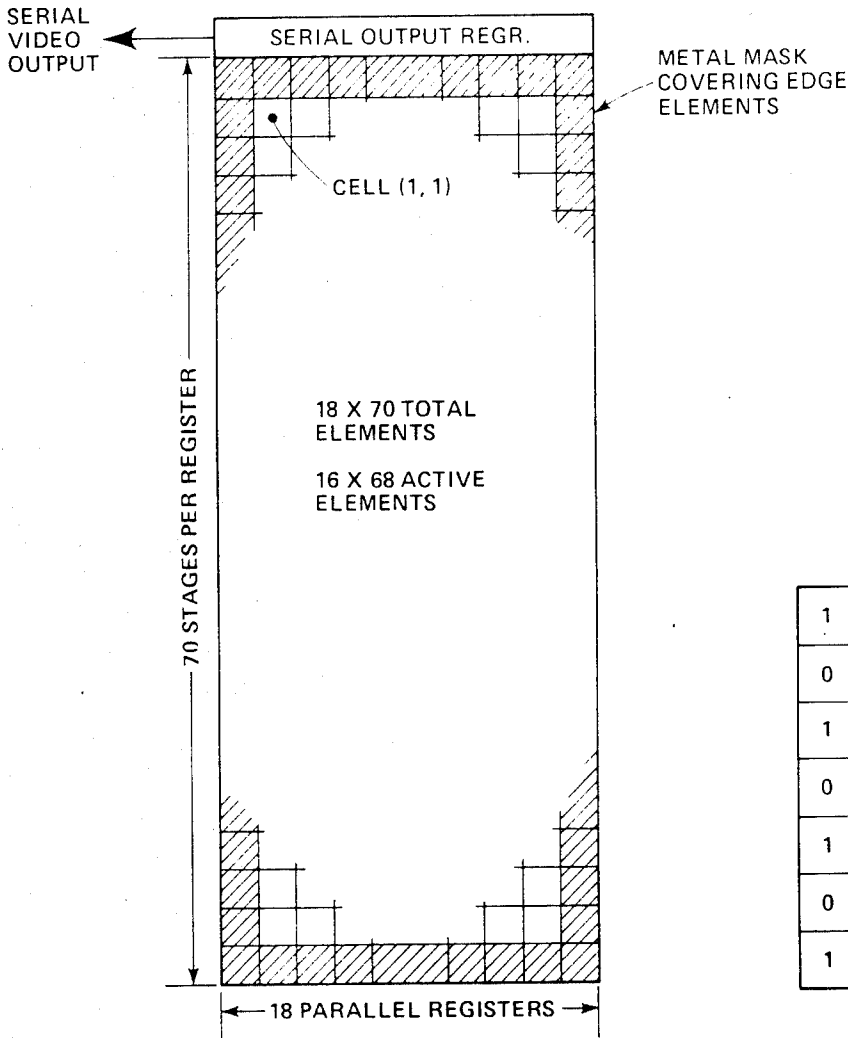 SERIAL
VIDEO
OUTPUT
SERIAL OUTPUT REGR.
METAL MASK
COVERING EDGE
ELEMENTS
CELL (1, 1)
70 STAGES PER REGISTER
18 X 70 TOTAL
ELEMENTS
16 X 68 ACTIVE
ELEMENTS
1
0
1
0
1
0
1
18 PARALLEL REGISTERS